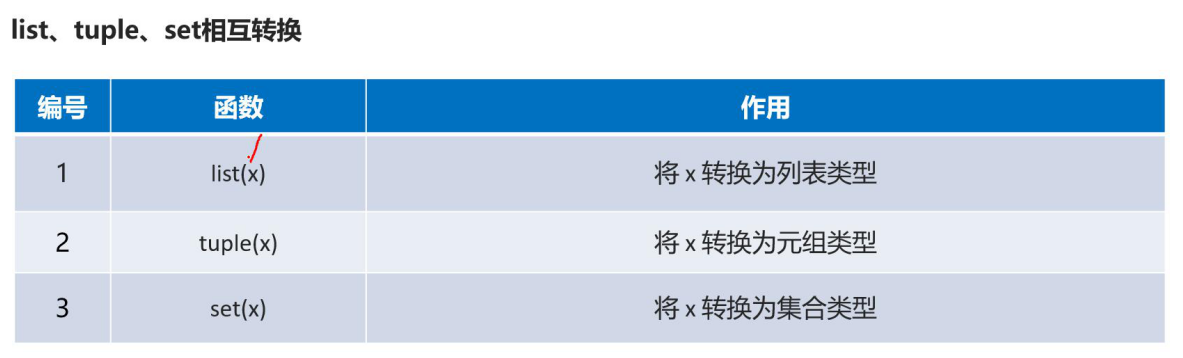 list、tuple、set相互转换
编号 函数 作用
1 list(x) 将 x 转换为列表类型
2 tuple(x) 将 x 转换为元组类型
3 set(x) 将 x 转换为集合类型